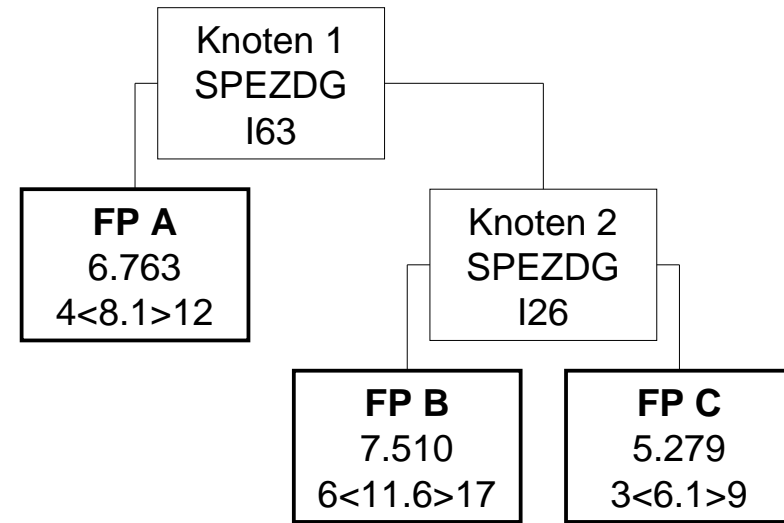 Knoten 1
SPEZDG
I63
FP A
6.763
4<8.1>12
Knoten 2
SPEZDG
I26
FP B
7.510
6<11.6>17
FP C
5.279
3<6.1>9